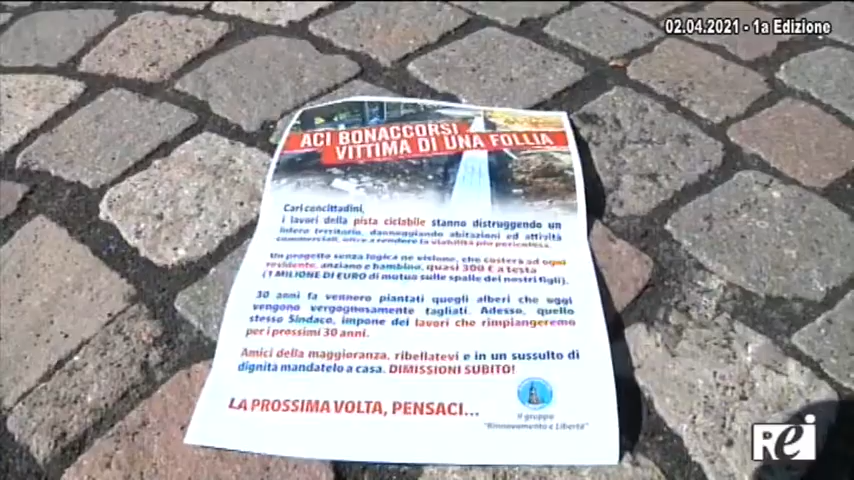 02.04.2021 - 1a Edizione
ACI BONACCORSI
VITTIMA DI UNA FOLLIA
Cari concittadini,
i lavori della pista ciclabile stanno distruggendo un
intero territorio, danneggiando abitazioni ed attività
commerciali, oltre a rendere la viabilità più pericolosa.
Un progetto senza logica ne visione, che costerà ad ogni
residente, anziano e bambino, quasi 300 € a testa
(1 MILIONE DI EURO di mutuo sulle spalle dei nostri figli).
30 anni fa vennero piantati quegli alberi che oggi
vengono vergognosamente tagliati. Adesso, quello
stesso Sindaco, impone dei lavori che rimpiangeremo
per i prossimi 30 anni.
Amici della maggioranza, ribellatevi e in un sussulto di
dignità mandatelo a casa. DIMISSIONI SUBITO!
LA PROSSIMA VOLTA, PENSACI...
Il gruppo
"Rinnovamento e Libertà"
REI